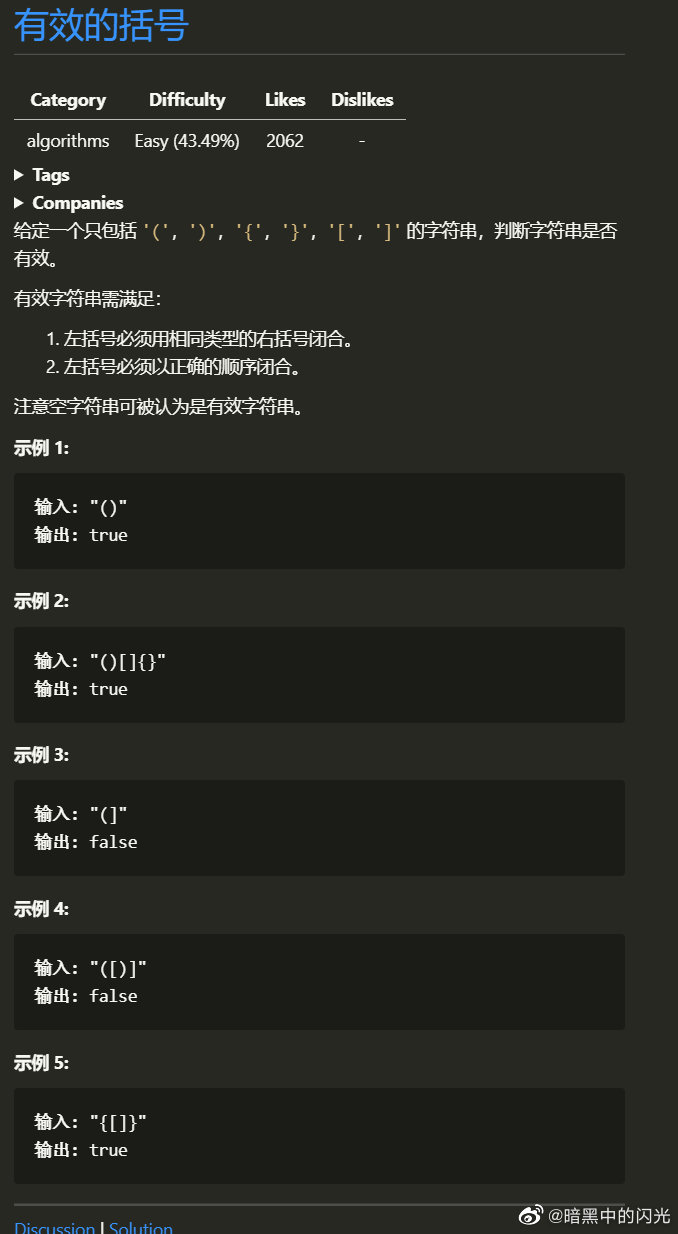 有效的括号
Category Difficulty Likes Dislikes
algorithms Easy (43.49%) 2062 -
▶ Tags
▶ Companies
给定一个只包括 '('，')'，'{'，'}'，'['，']' 的字符串，判断字符串是否
有效。
有效字符串需满足：
1. 左括号必须用相同类型的右括号闭合。
2. 左括号必须以正确的顺序闭合。
注意空字符串可被认为是有效字符串。
示例 1:
输入: "()"
输出: true
示例 2:
输入: "()[]{}"
输出: true
示例 3:
输入: "(]"
输出: false
示例 4:
输入: "([)]"
输出: false
示例 5:
输入: "{[]}"
输出: true
Discussion | Solution
@暗黑中的闪光